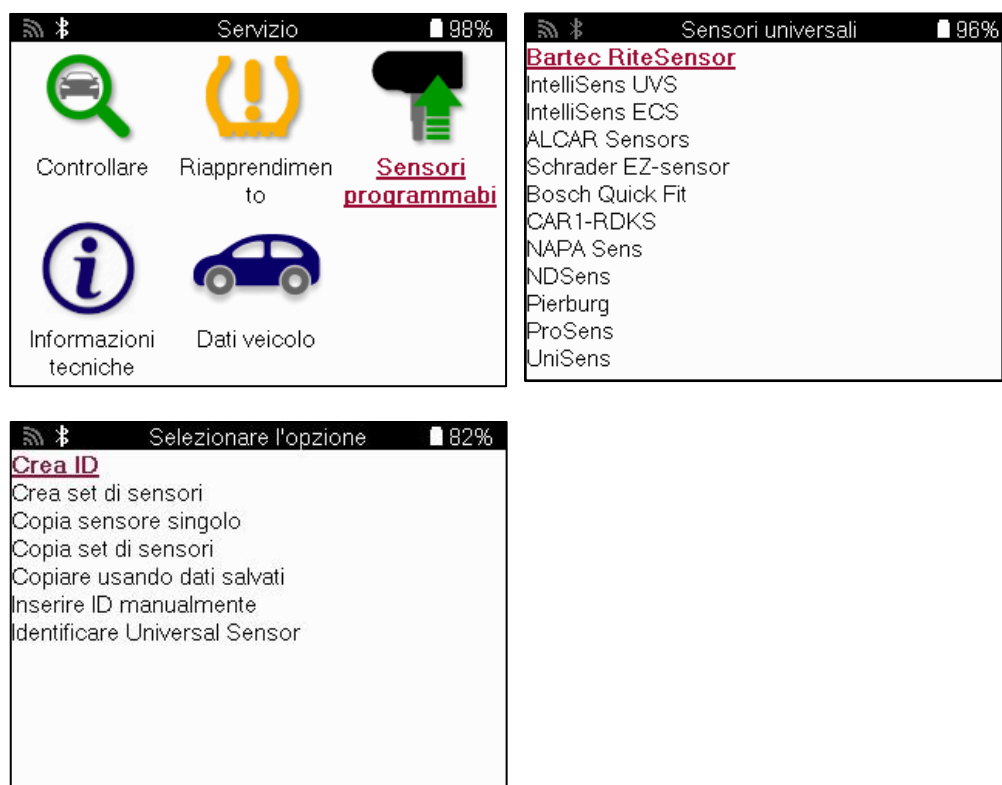 Servizio 98%
Controllare
Riapprendimen
to
Sensori
programmabi
Informazioni
tecniche
Dati veicolo
Sensori universali 96%
Bartec RiteSensor
IntelliSens UVS
IntelliSens ECS
ALCAR Sensors
Schrader EZ-sensor
Bosch Quick Fit
CAR1-RDKS
NAPA Sens
NDSens
Pierburg
ProSens
UniSens
Selezionare l'opzione 82%
Crea ID
Crea set di sensori
Copia sensore singolo
Copia set di sensori
Copiare usando dati salvati
Inserire ID manualmente
Identificare Universal Sensor